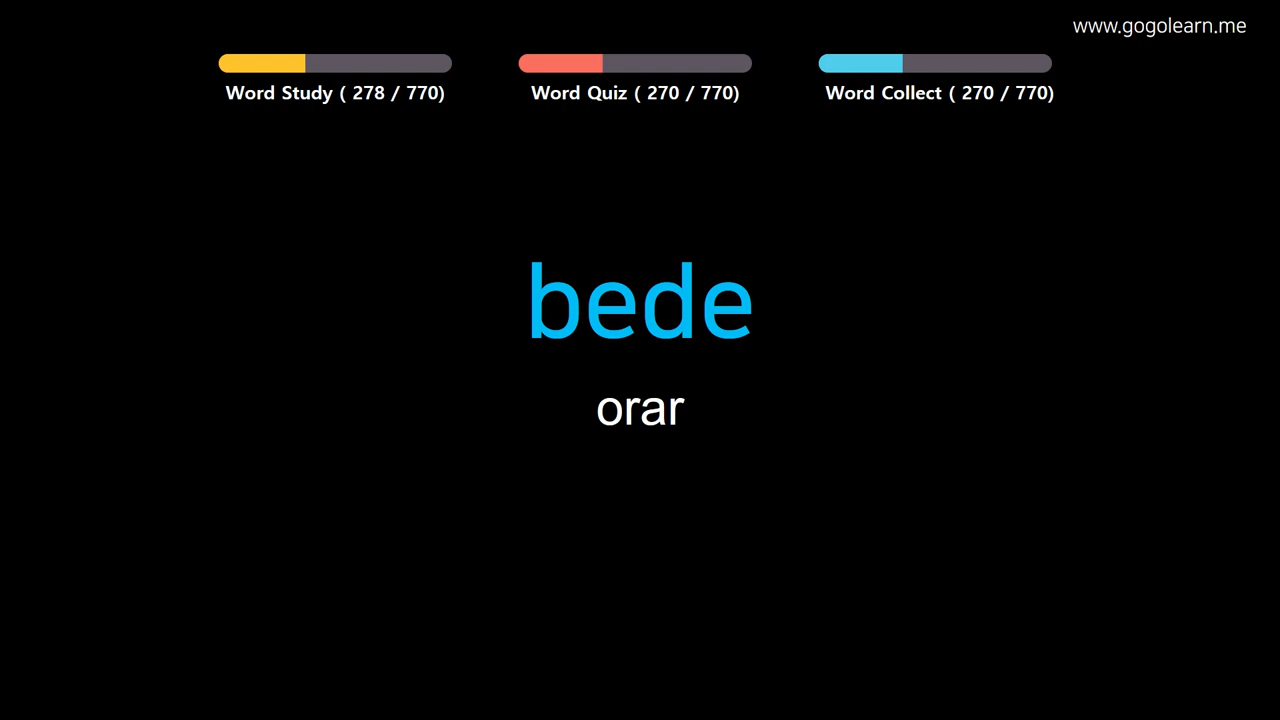 www.gogolearn.me
Word Study ( 278 / 770)
Word Quiz ( 270 / 770)
Word Collect ( 270 / 770)
bede
orar